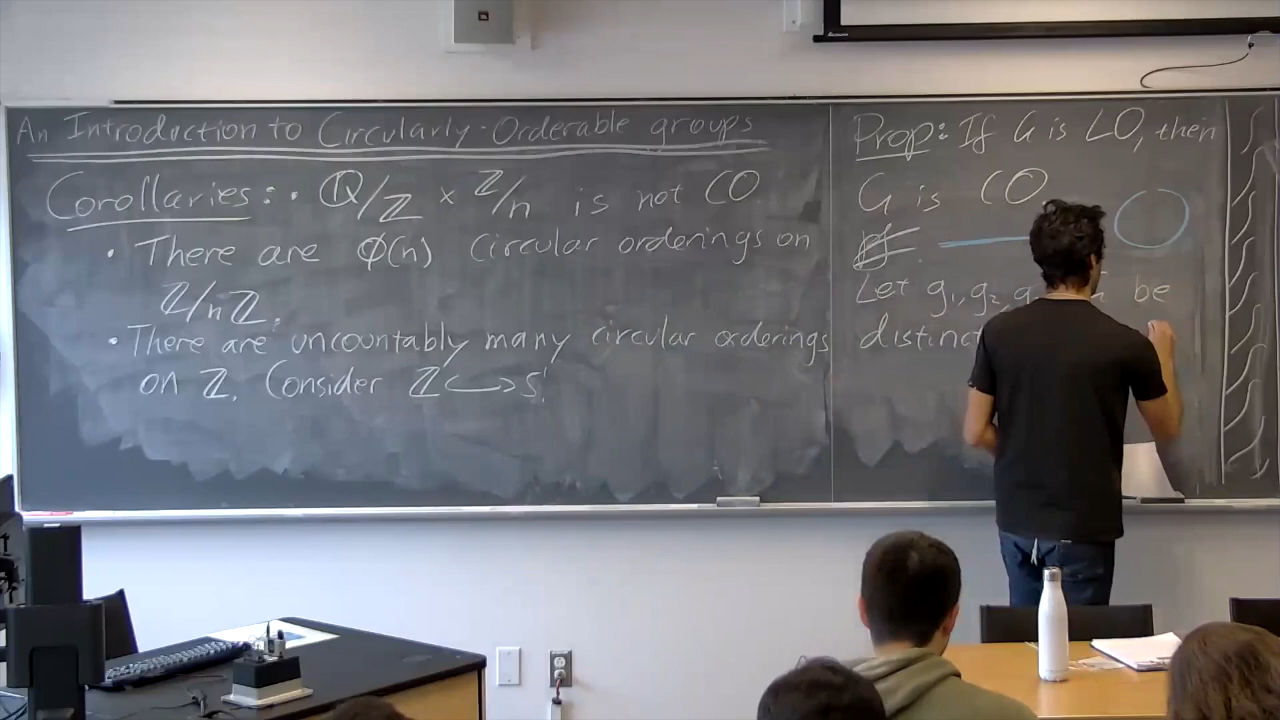 An Introduction to Circularly-Orderable groups
Corollaries: • ℚ/ℤ × ℤ/n is not CO
• There are φ(n) circular orderings on
ℤ/nℤ.
• There are uncountably many circular orderings
on ℤ. Consider ℤ ↪ S¹.
Prop: If G is LO, then
G is CO.
Pf.
Let g₁, g₂, g be
distinct